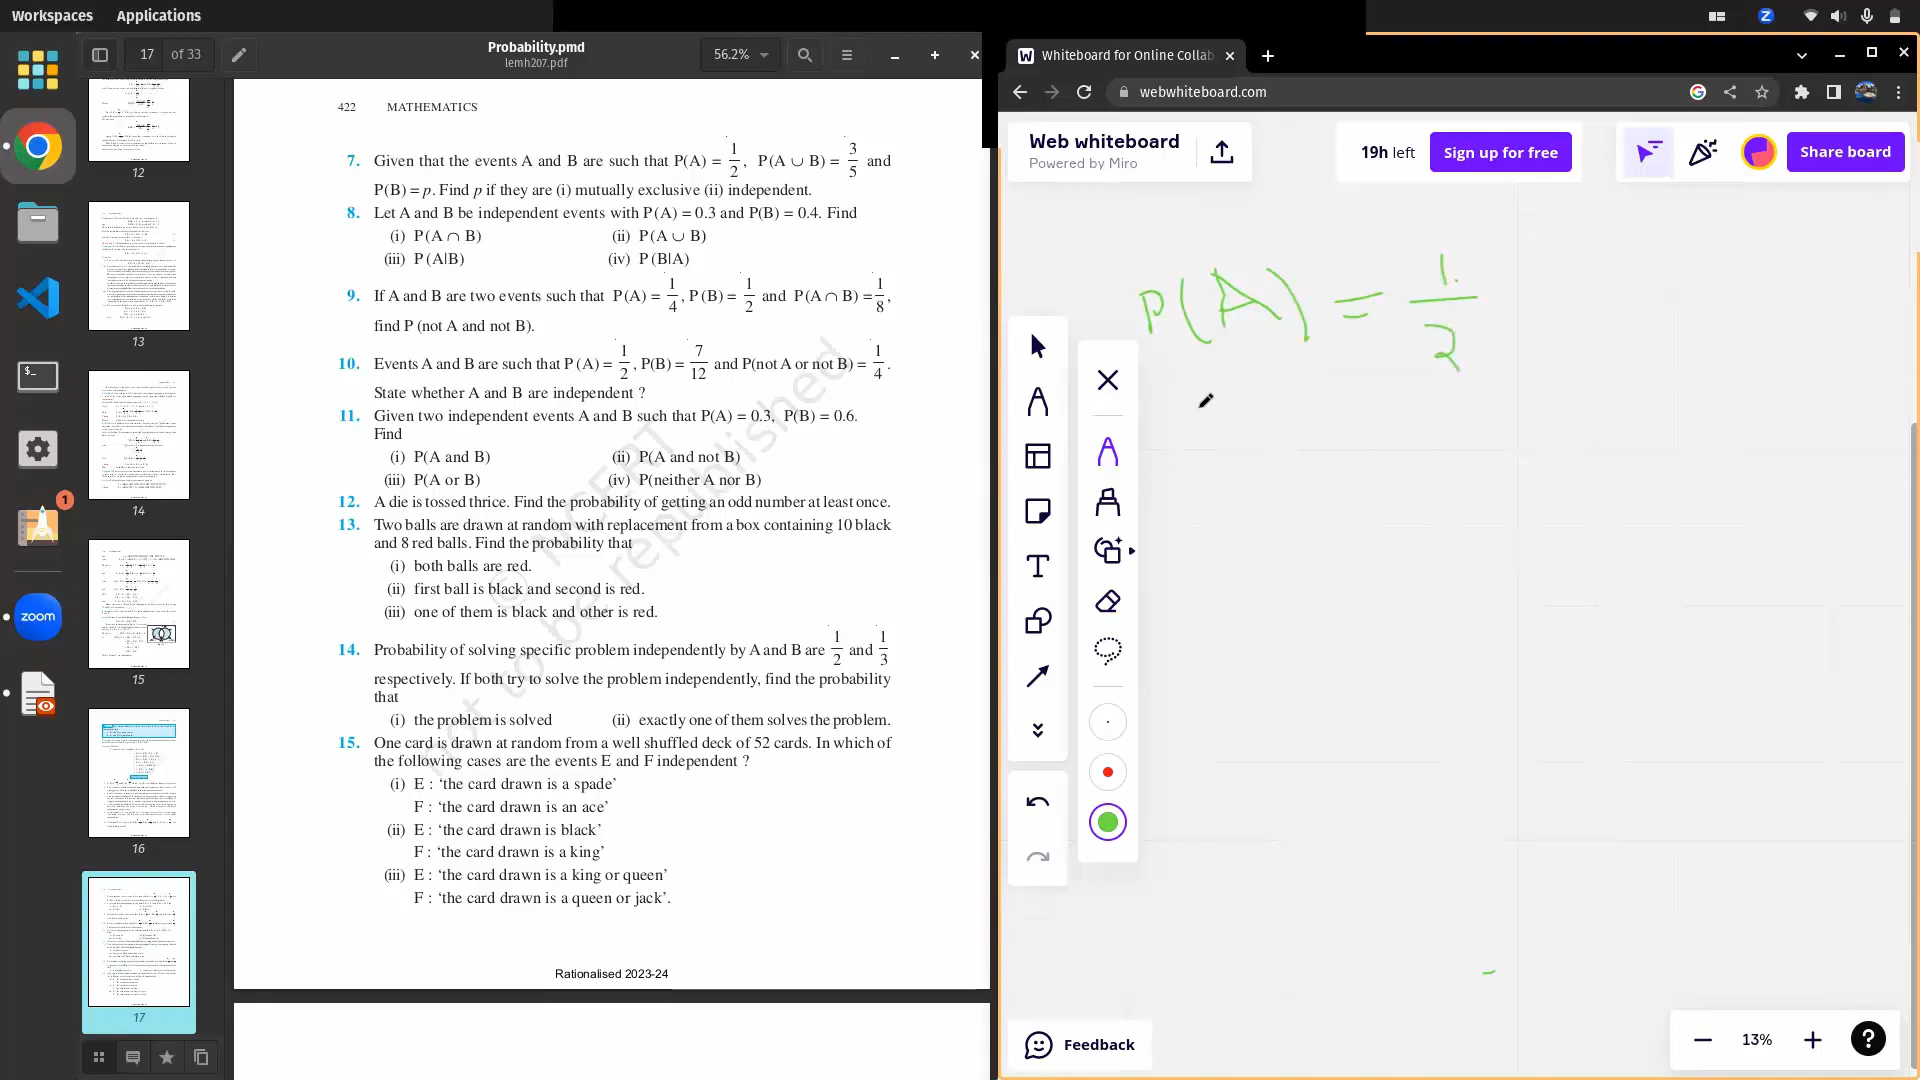 Workspaces Applications
17 of 33
Probability.pmd
lemh207.pdf
56.2%
12
13
14
15
16
17
422 MATHEMATICS
7. Given that the events A and B are such that P(A) = 1/2, P(A ∪ B) = 3/5 and
P(B) = p. Find p if they are (i) mutually exclusive (ii) independent.
8. Let A and B be independent events with P(A) = 0.3 and P(B) = 0.4. Find
(i) P(A ∩ B) (ii) P(A ∪ B)
(iii) P(A|B) (iv) P(B|A)
9. If A and B are two events such that P(A) = 1/4, P(B) = 1/2 and P(A ∩ B) = 1/8,
find P (not A and not B).
10. Events A and B are such that P (A) = 1/2, P(B) = 7/12 and P(not A or not B) = 1/4.
State whether A and B are independent ?
11. Given two independent events A and B such that P(A) = 0.3, P(B) = 0.6.
Find
(i) P(A and B) (ii) P(A and not B)
(iii) P(A or B) (iv) P(neither A nor B)
12. A die is tossed thrice. Find the probability of getting an odd number at least once.
13. Two balls are drawn at random with replacement from a box containing 10 black
and 8 red balls. Find the probability that
(i) both balls are red.
(ii) first ball is black and second is red.
(iii) one of them is black and other is red.
14. Probability of solving specific problem independently by A and B are 1/2 and 1/3
respectively. If both try to solve the problem independently, find the probability
that
(i) the problem is solved (ii) exactly one of them solves the problem.
15. One card is drawn at random from a well shuffled deck of 52 cards. In which of
the following cases are the events E and F independent ?
(i) E : ‘the card drawn is a spade’
F : ‘the card drawn is an ace’
(ii) E : ‘the card drawn is black’
F : ‘the card drawn is a king’
(iii) E : ‘the card drawn is a king or queen’
F : ‘the card drawn is a queen or jack’.
© NCERT
not to be republished
Rationalised 2023-24
Whiteboard for Online Collab
webwhiteboard.com
Web whiteboard
Powered by Miro
19h left
Sign up for free
Share board
P(A) = 1/2
Feedback
13%
zoom
1